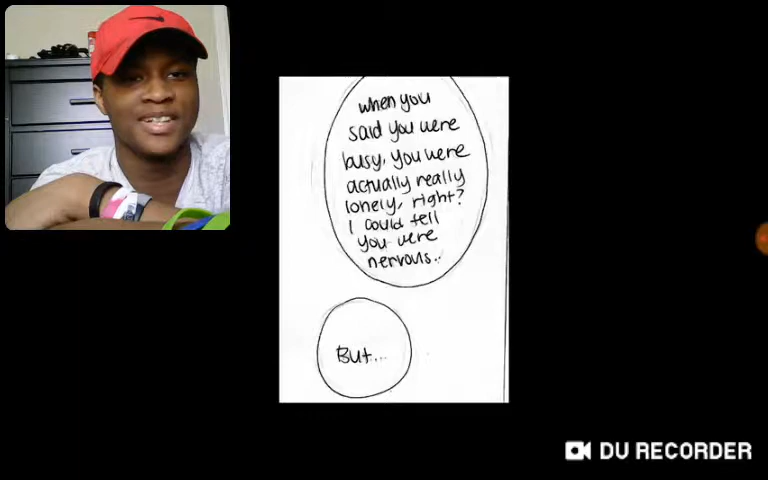 when you
said you were
busy, you were
actually really
lonely, right?
I could tell
you were
nervous..
But...
DU RECORDER